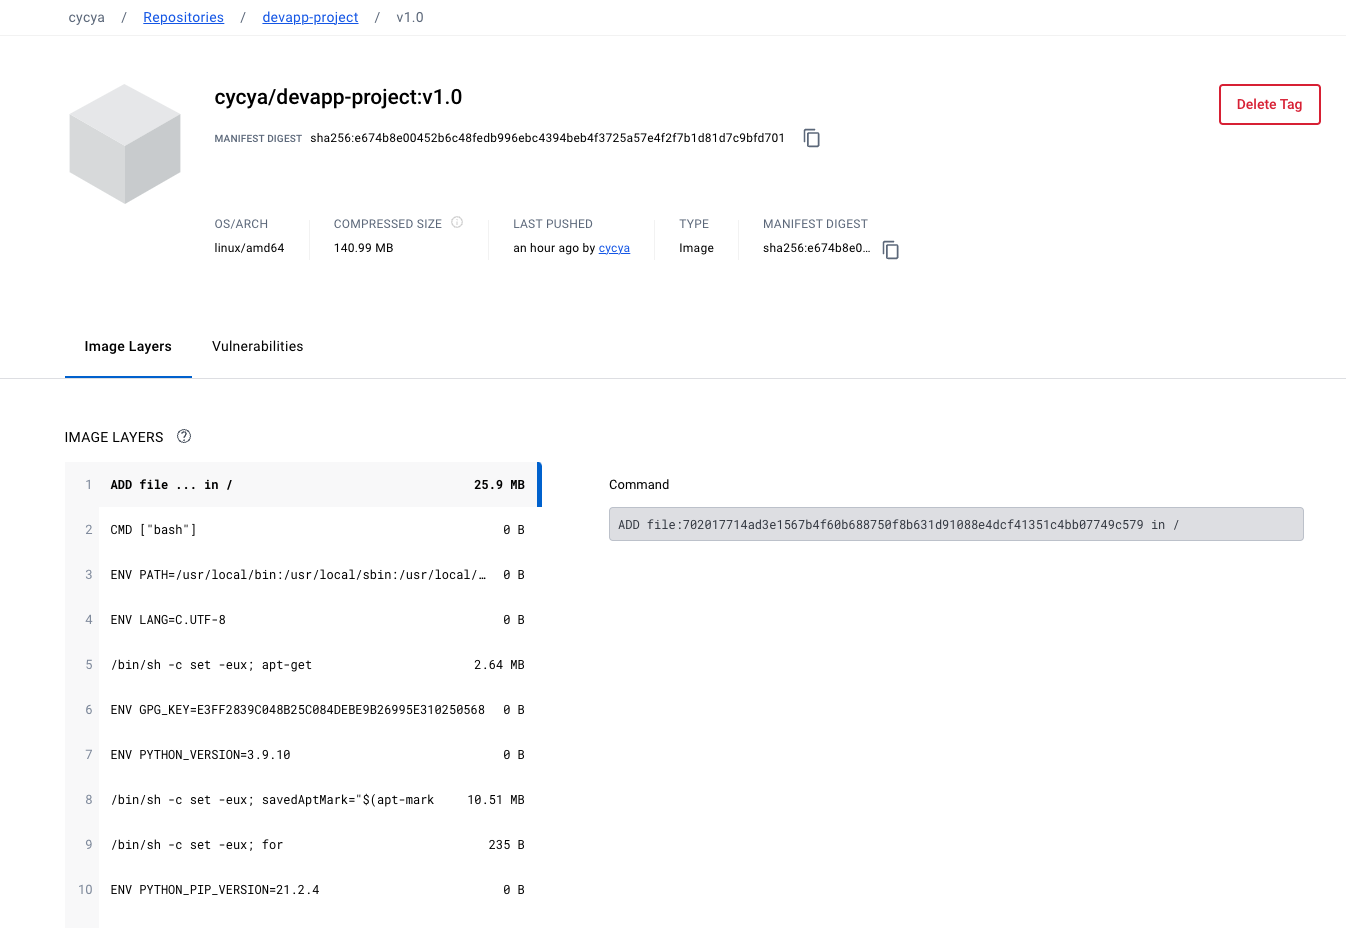 cycya / Repositories / devapp-project / v1.0
cycya/devapp-project:v1.0
Delete Tag
MANIFEST DIGEST sha256:e674b8e00452b6c48fedb996ebc4394beb4f3725a57e4f2f7b1d81d7c9bfd701
OS/ARCH COMPRESSED SIZE LAST PUSHED TYPE MANIFEST DIGEST
linux/amd64 140.99 MB an hour ago by cycya Image sha256:e674b8e0...
Image Layers Vulnerabilities
IMAGE LAYERS
1 ADD file ... in / 25.9 MB
Command
ADD file:702017714ad3e1567b4f60b688750f8b631d91088e4dcf41351c4bb07749c579 in /
2 CMD ["bash"] 0 B
3 ENV PATH=/usr/local/bin:/usr/local/sbin:/usr/local/… 0 B
4 ENV LANG=C.UTF-8 0 B
5 /bin/sh -c set -eux; apt-get 2.64 MB
6 ENV GPG_KEY=E3FF2839C048B25C084DEBE9B26995E310250568 0 B
7 ENV PYTHON_VERSION=3.9.10 0 B
8 /bin/sh -c set -eux; savedAptMark="$(apt-mark 10.51 MB
9 /bin/sh -c set -eux; for 235 B
10 ENV PYTHON_PIP_VERSION=21.2.4 0 B